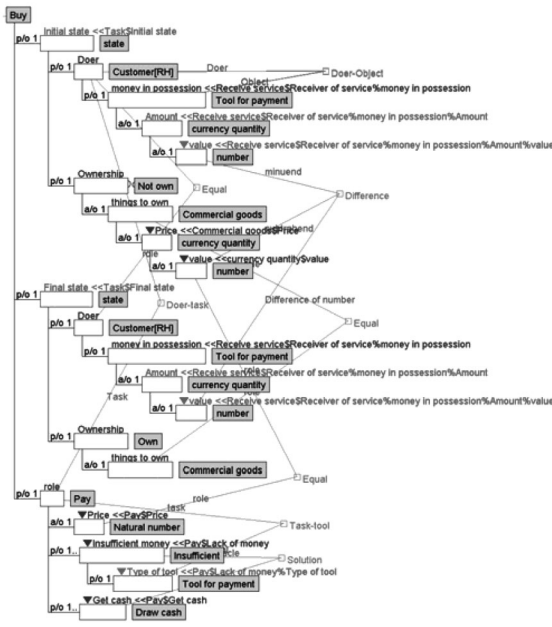 Buy
Initial state <<Task$Initial state
p/o 1 state
Doer
p/o 1 Customer[RH] Doer Doer-Object
Object
money in possession <<Receive service$Receiver of service%money in possession
p/o 1 Tool for payment
Amount <<Receive service$Receiver of service%money in possession%Amount
a/o 1 currency quantity
value <<Receive service$Receiver of service%money in possession%Amount%value
a/o 1 number
minuend
Ownership
p/o 1 Not own Equal Difference
things to own
a/o 1 Commercial goods
Price <<Commercial goods$Price
a/o 1 currency quantity
role
value <<currency quantity$value
a/o 1 number
Final state <<Task$Final state
p/o 1 state Doer-task Difference of number
Doer
p/o 1 Customer[RH] Equal
money in possession <<Receive service$Receiver of service%money in possession
p/o 1 Tool for payment
Amount <<Receive service$Receiver of service%money in possession%Amount
a/o 1 currency quantity
Task
value <<Receive service$Receiver of service%money in possession%Amount%value
a/o 1 number
Ownership
p/o 1 Own
things to own
a/o 1 Commercial goods
Equal
role
p/o 1 Pay role
task
Price <<Pay$Price
a/o 1 Natural number Task-tool
Insufficient money <<Pay$Lack of money
p/o 1.. Insufficient Solution
Type of tool <<Pay$Lack of money%Type of tool
p/o 1 Tool for payment
Get cash <<Pay$Get cash
p/o 1.. Draw cash